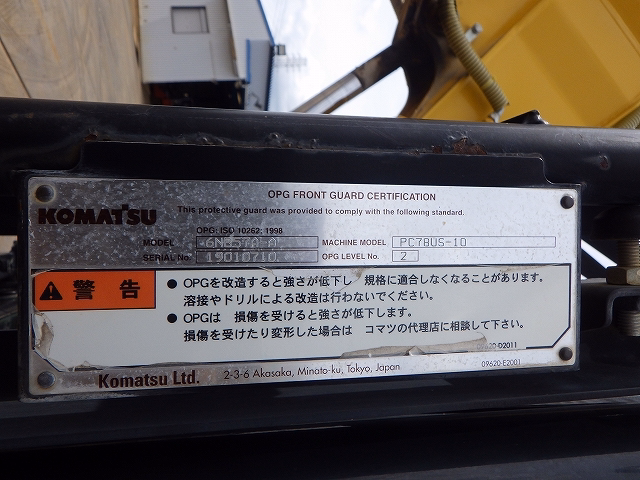 OPG FRONT GUARD CERTIFICATION
KOMATSU
This protective guard was provided to comply with the following standard.
OPG: ISO 10262: 1998
MODEL MACHINE MODEL PC78US-10
SERIAL No. 19010710 OPG LEVEL No. 2
警告
● OPGを改造すると強さが低下し 規格に適合しなくなることがあります。
溶接やドリルによる改造は行わないでください。
● OPGは 損傷を受けると強さが低下します。
損傷を受けたり変形した場合は コマツの代理店に相談して下さい。
-D2011
Komatsu Ltd. 2-3-6 Akasaka, Minato-ku, Tokyo, Japan 09620-E2001